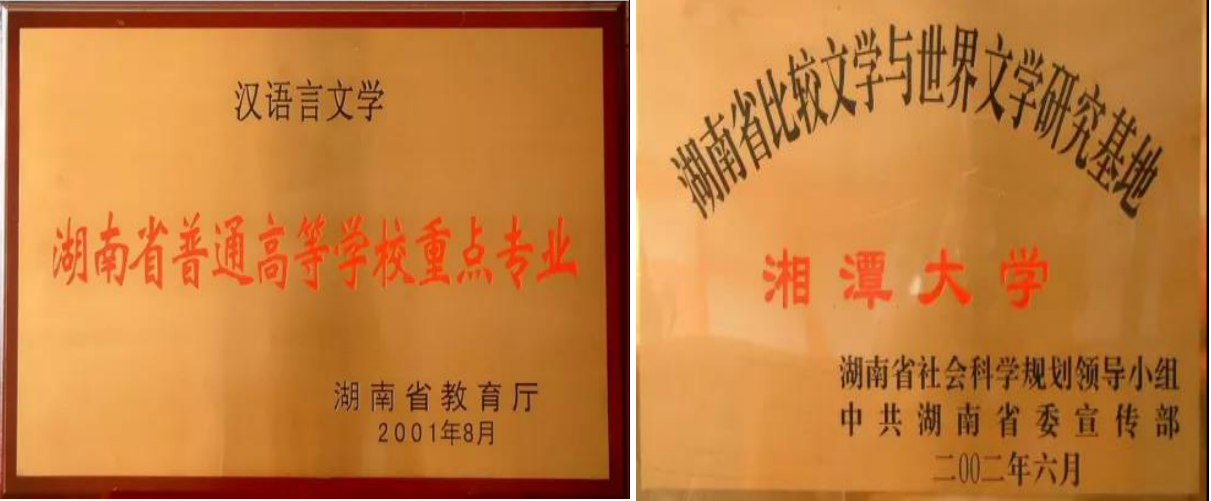 汉语言文学
湖南省普通高等学校重点专业
湖南省教育厅
2001年8月
湖南省比较文学与世界文学研究基地
湘潭大学
湖南省社会科学规划领导小组
中共湖南省委宣传部
二00二年六月